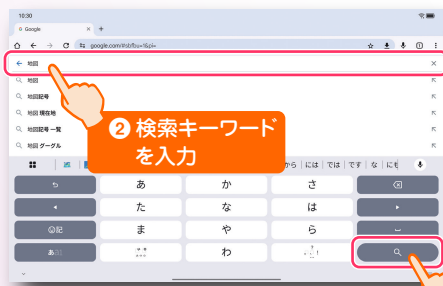 10:30
Google
google.com/#sbfbu=1&pi=
地図
地図
地図記号
地図 現在地
地図記号 一覧
地図 グーグル
❷ 検索キーワード
を入力
から には では です な にも
あ か さ
た な は
記 ま や ら
あ わ 、。?!